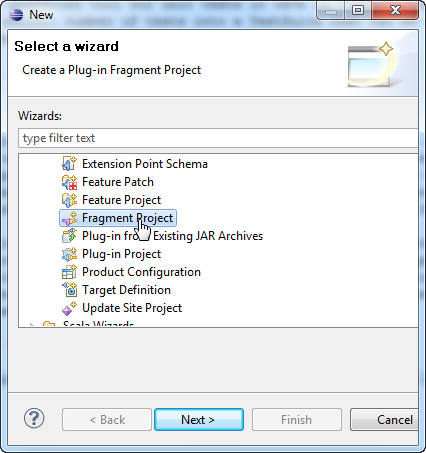 New
Select a wizard
Create a Plug-in Fragment Project
Wizards:
type filter text
Extension Point Schema
Feature Patch
Feature Project
Fragment Project
Plug-in from Existing JAR Archives
Plug-in Project
Product Configuration
Target Definition
Update Site Project
Scala Wizards
?
< Back
Next >
Finish
Cancel